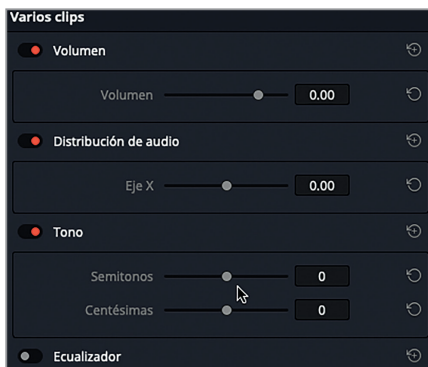 Varios clips
Volumen
Volumen 0.00
Distribución de audio
Eje X 0.00
Tono
Semitonos 0
Centésimas 0
Ecualizador